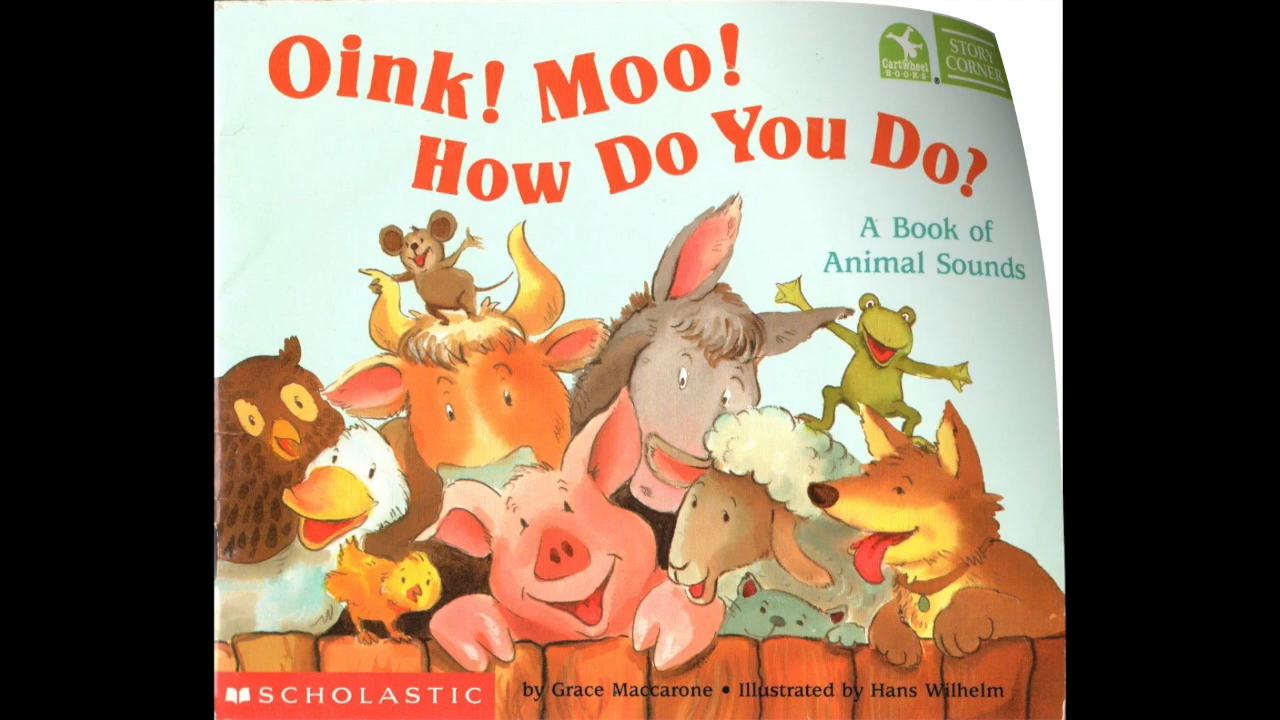 Oink! Moo!
How Do You Do?
Cartwheel
BOOKS
®
STORY
CORNER
A Book of
Animal Sounds
SCHOLASTIC
by Grace Maccarone • Illustrated by Hans Wilhelm